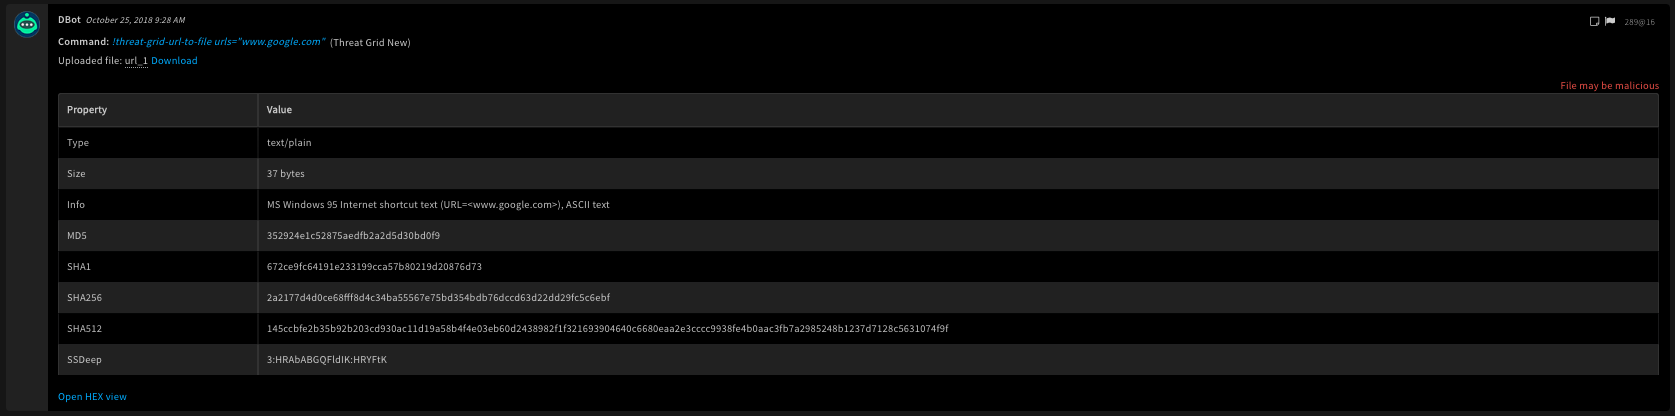 DBot October 25, 2018 9:28 AM
289@16
Command: !threat-grid-url-to-file urls="www.google.com" (Threat Grid New)
Uploaded file: url_1 Download
File may be malicious
Property Value
Type text/plain
Size 37 bytes
Info MS Windows 95 Internet shortcut text (URL=<www.google.com>), ASCII text
MD5 352924e1c52875aedfb2a2d5d30bd0f9
SHA1 672ce9fc64191e233199cca57b80219d20876d73
SHA256 2a2177d4d0ce68fff8d4c34ba55567e75bd354bdb76dccd63d22dd29fc5c6ebf
SHA512 145ccbfe2b35b92b203cd930ac11d19a58b4f4e03eb60d2438982f1f321693904640c6680eaa2e3cccc9938fe4b0aac3fb7a2985248b1237d7128c5631074f9f
SSDeep 3:HRAbABGQFldIK:HRYFtK
Open HEX view